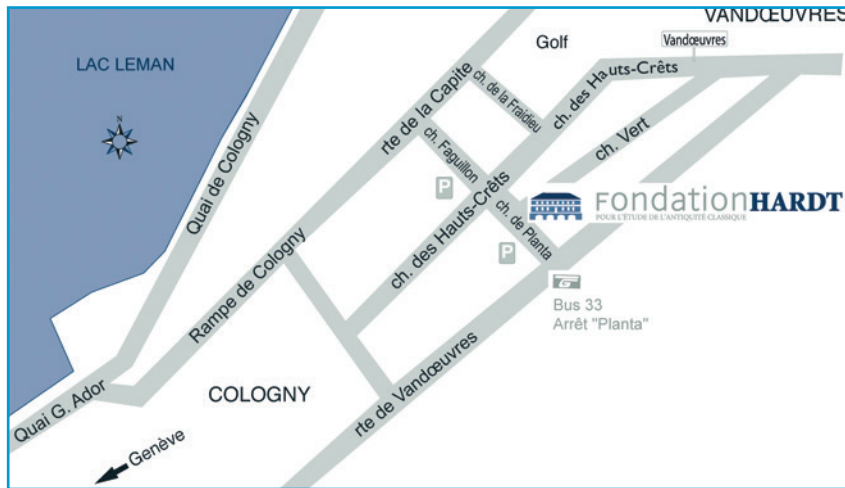 VANDŒUVRES
Vandœuvres
Golf
LAC LEMAN
N
Quai de Cologny
rte de la Capite
ch. de la Fraidieu
ch. des Hauts-Crêts
ch. Vert
ch. Faguillon
P
ch. des Hauts-Crêts
ch. de Planta
P
FONDATION HARDT
POUR L'ÉTUDE DE L'ANTIQUITÉ CLASSIQUE
Bus 33
Arrêt "Planta"
Rampe de Cologny
COLOGNY
rte de Vandœuvres
Quai G. Ador
Genève